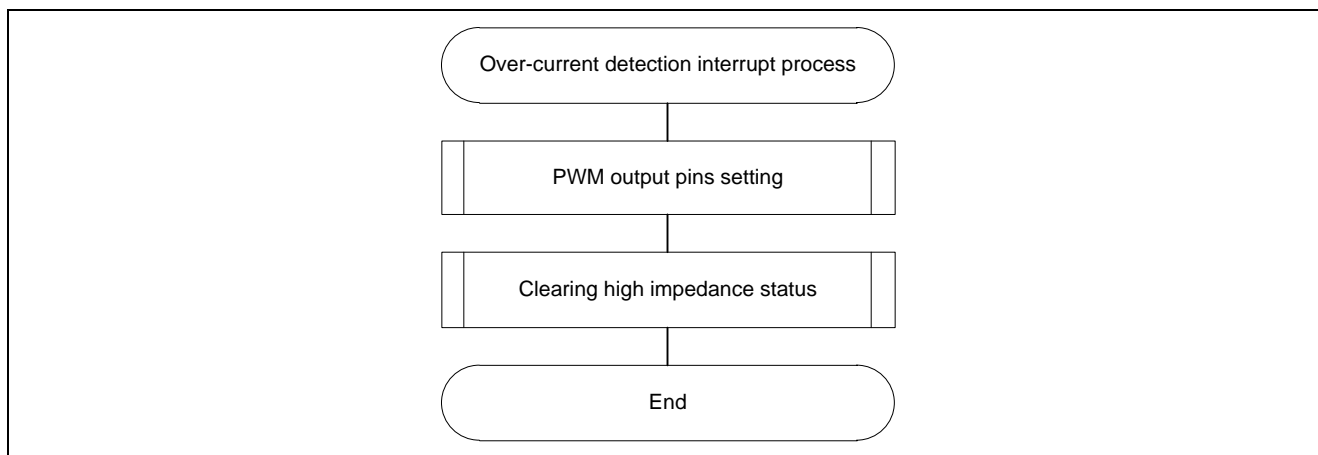 Over-current detection interrupt process
PWM output pins setting
Clearing high impedance status
End